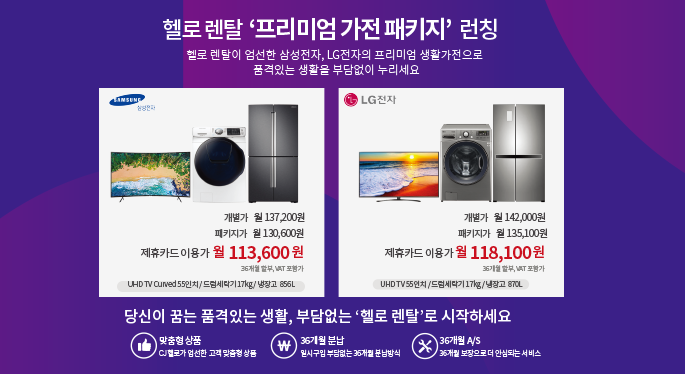 헬로 렌탈 ‘프리미엄 가전 패키지’ 런칭
헬로 렌탈이 엄선한 삼성전자, LG전자의 프리미엄 생활가전으로
품격있는 생활을 부담없이 누리세요
SAMSUNG
삼성전자
개별가 월 137,200원
패키지가 월 130,600원
제휴카드이용가 월 113,600원
36개월 할부, VAT 포함가
UHD TV Curved 55인치 / 드럼세탁기 17kg / 냉장고 856L
LG전자
개별가 월 142,000원
패키지가 월 135,100원
제휴카드이용가 월 118,100원
36개월 할부, VAT 포함가
UHD TV 55인치 / 드럼세탁기 17kg / 냉장고 870L
당신이 꿈는 품격있는 생활, 부담없는 ‘헬로 렌탈’로 시작하세요
맞춤형 상품
CJ헬로가 엄선한 고객 맞춤형 상품
36개월 분납
일시구입 부담없는 36개월 분납방식
36개월 A/S
36개월 보장으로 더 안심되는 서비스